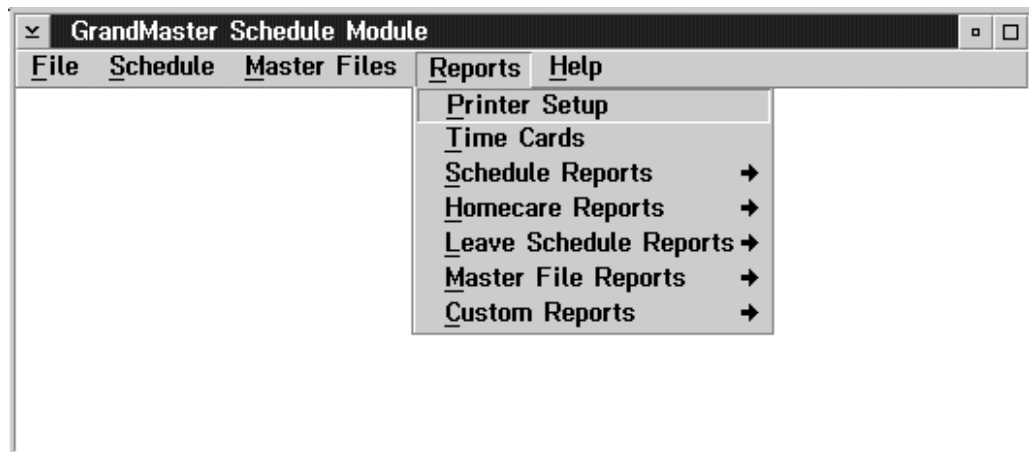 GrandMaster Schedule Module
File Schedule Master Files Reports Help
Printer Setup
Time Cards
Schedule Reports
Homecare Reports
Leave Schedule Reports
Master File Reports
Custom Reports